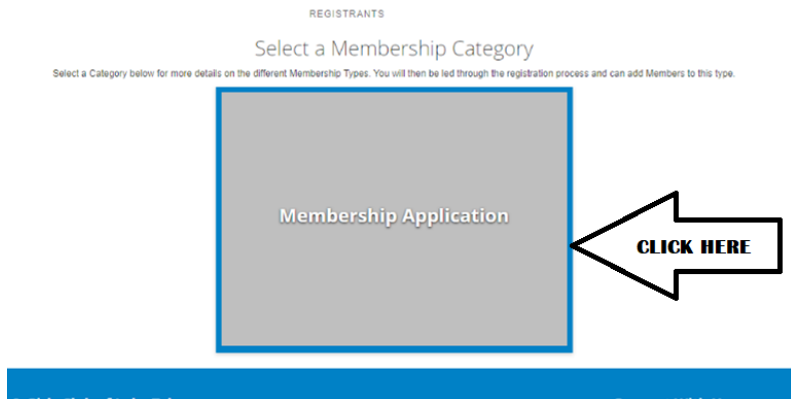 REGISTRANTS
Select a Membership Category
Select a Category below for more details on the different Membership Types. You will then be led through the registration process and can add Members to this type.
Membership Application
CLICK HERE